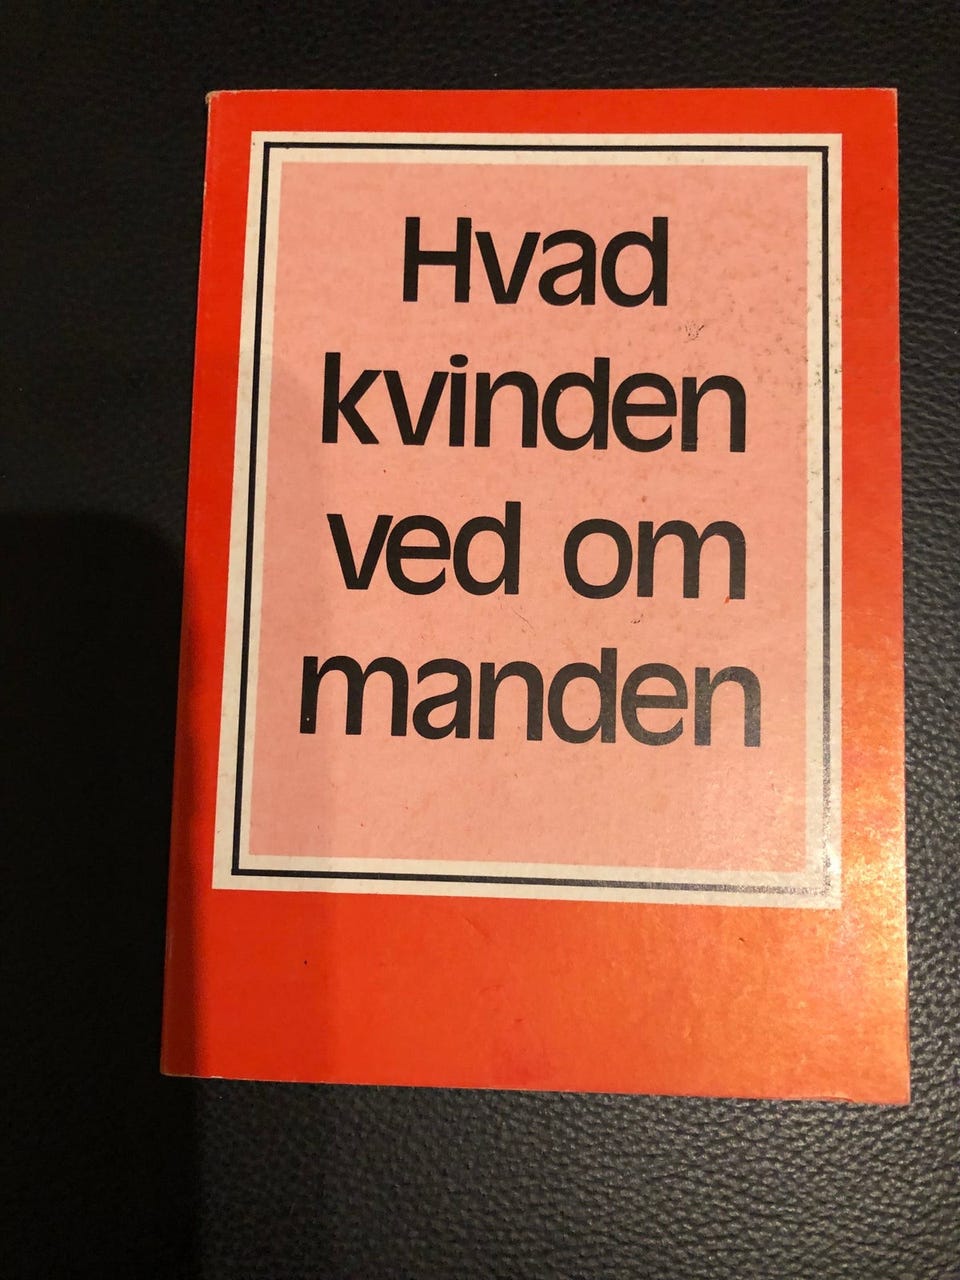 Hvad
kvinden
ved om
manden